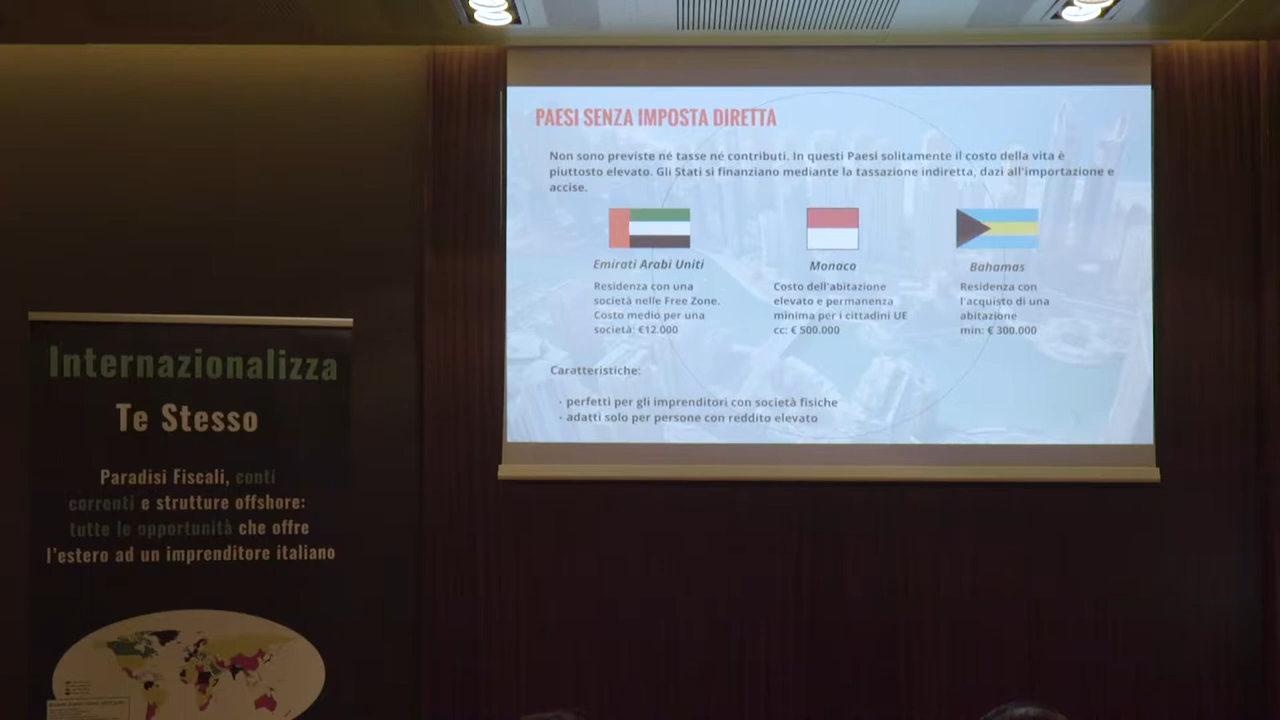 PAESI SENZA IMPOSTA DIRETTA
Non sono previste né tasse né contributi. In questi Paesi solitamente il costo della vita è
piuttosto elevato. Gli Stati si finanziano mediante la tassazione indiretta, dazi all'importazione e
accise.
Emirati Arabi Uniti
Residenza con una
società nelle Free Zone.
Costo medio per una
società: €12.000
Monaco
Costo dell'abitazione
elevato e permanenza
minima per i cittadini UE
cc: € 500.000
Bahamas
Residenza con
l'acquisto di una
abitazione
min: € 300.000
Caratteristiche:
· perfetti per gli imprenditori con società fisiche
· adatti solo per persone con reddito elevato
Internazionalizza
Te Stesso
Paradisi Fiscali, conti
correnti e strutture offshore:
tutte le opportunità che offre
l'estero ad un imprenditore italiano